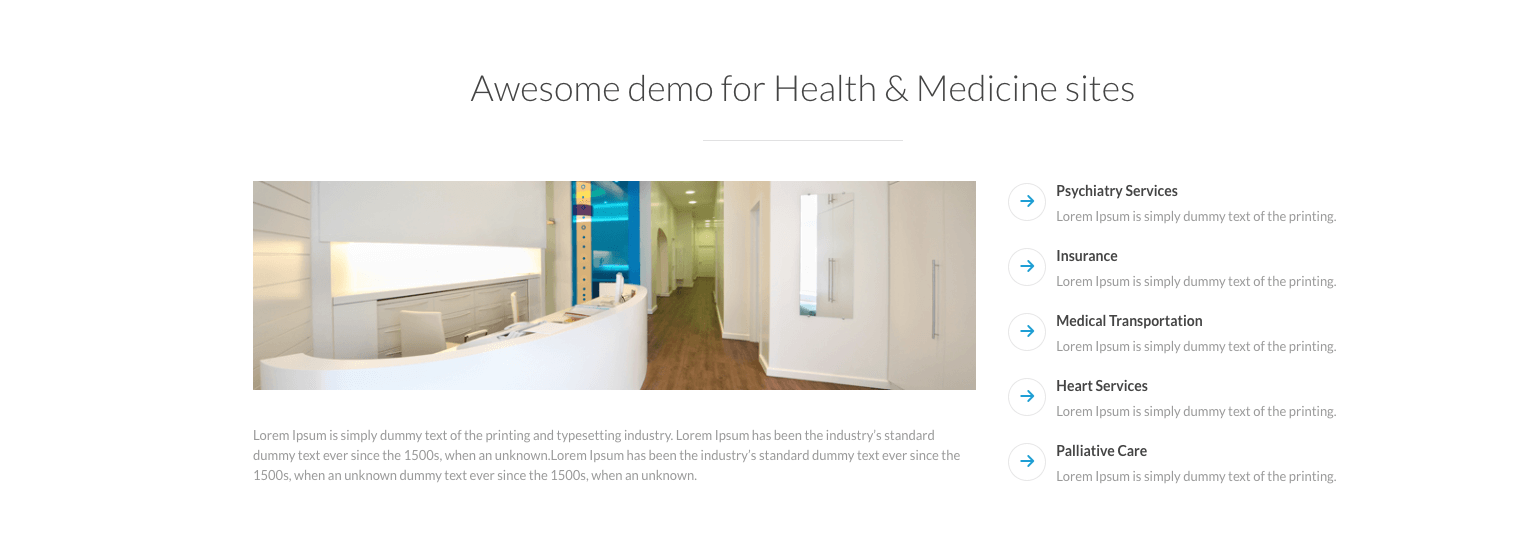 Awesome demo for Health & Medicine sites
Lorem Ipsum is simply dummy text of the printing and typesetting industry. Lorem Ipsum has been the industry’s standard
dummy text ever since the 1500s, when an unknown.Lorem Ipsum has been the industry’s standard dummy text ever since the
1500s, when an unknown dummy text ever since the 1500s, when an unknown.
Psychiatry Services
Lorem Ipsum is simply dummy text of the printing.
Insurance
Lorem Ipsum is simply dummy text of the printing.
Medical Transportation
Lorem Ipsum is simply dummy text of the printing.
Heart Services
Lorem Ipsum is simply dummy text of the printing.
Palliative Care
Lorem Ipsum is simply dummy text of the printing.